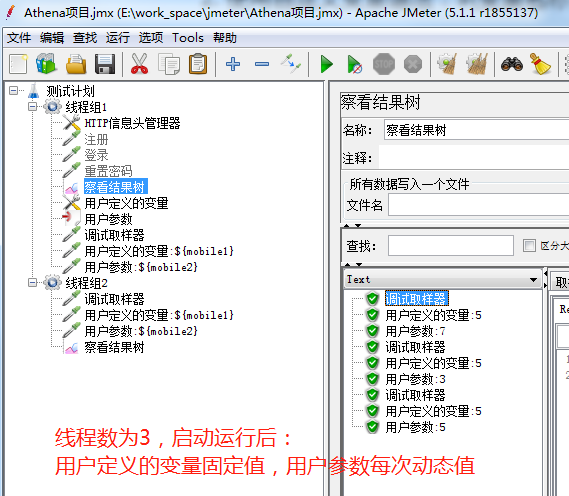 Athena项目.jmx (E:\work_space\jmeter\Athena项目.jmx) - Apache JMeter (5.1.1 r1855137)
文件 编辑 查找 运行 选项 Tools 帮助
测试计划
线程组1
HTTP信息头管理器
注册
登录
重置密码
察看结果树
用户定义的变量
用户参数
调试取样器
用户定义的变量:${mobile1}
用户参数:${mobile2}
线程组2
调试取样器
用户定义的变量:${mobile1}
用户参数:${mobile2}
察看结果树
察看结果树
名称: 察看结果树
注释:
所有数据写入一个文件
文件名
查找: 区分大
Text
调试取样器
用户定义的变量:5
用户参数:7
调试取样器
用户定义的变量:5
用户参数:3
调试取样器
用户定义的变量:5
用户参数:5
取
Re
1
2
线程数为3，启动运行后：
用户定义的变量固定值，用户参数每次动态值